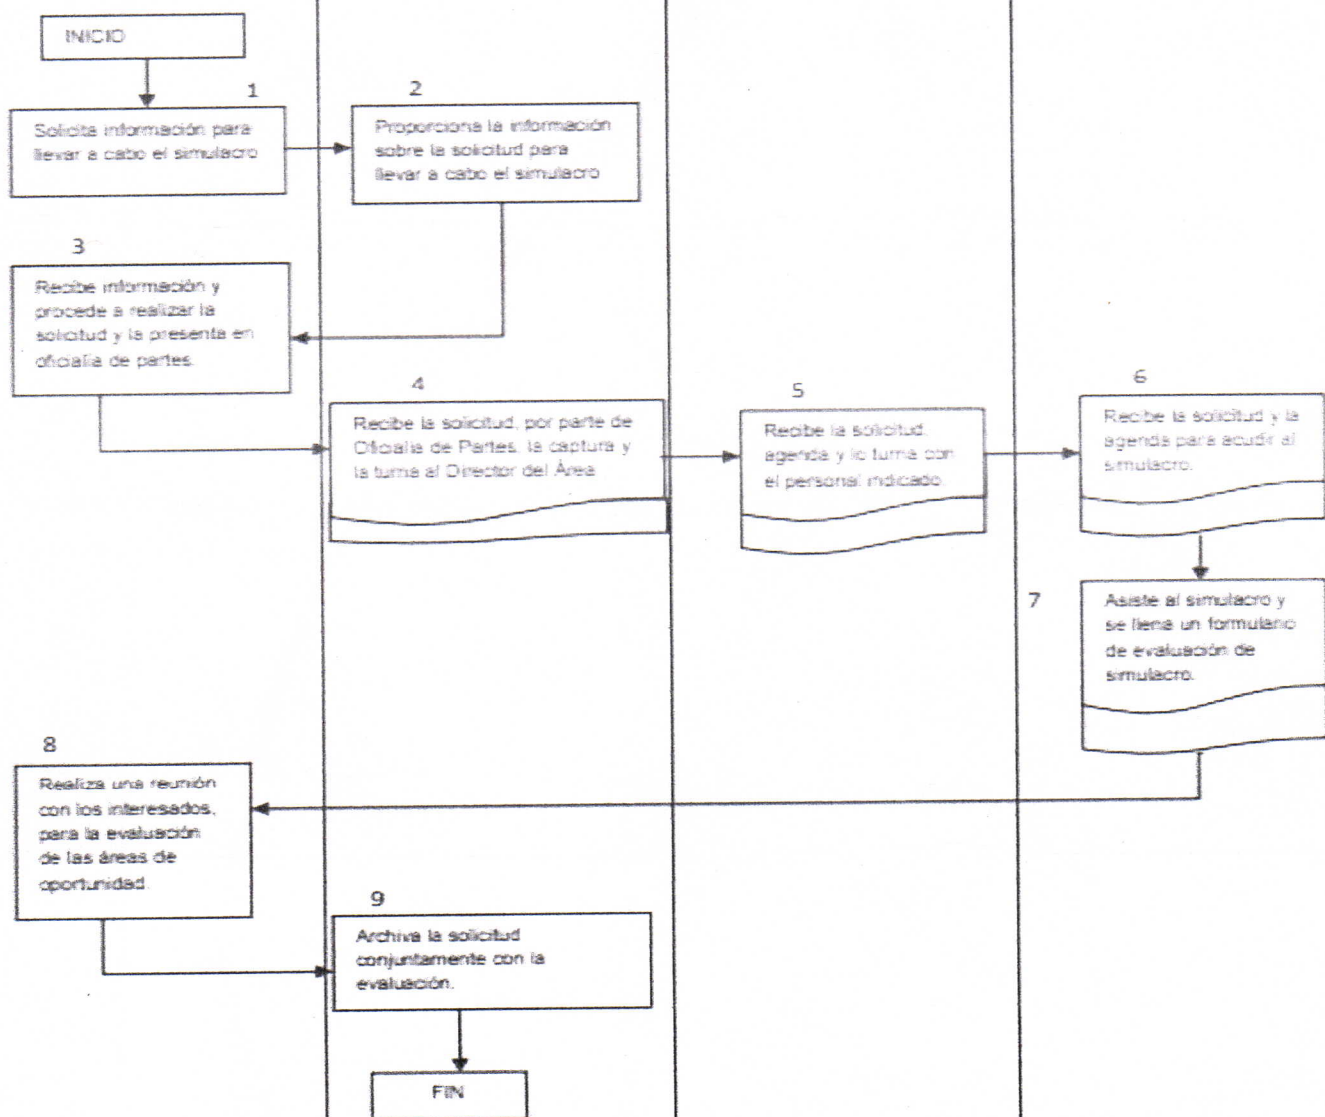 INICIO
1
Solicita información para
llevar a cabo el simulacro
2
Proporciona la información
sobre la solicitud para
llevar a cabo el simulacro
3
Recibe información y
procede a realizar la
solicitud y la presenta en
oficialía de partes.
4
Recibe la solicitud, por parte de
Oficialía de Partes, la captura y
la turna al Director del Área
5
Recibe la solicitud,
agenda y lo turna con
el personal indicado.
6
Recibe la solicitud y la
agenda para acudir al
simulacro.
7
Asiste al simulacro y
se llena un formulario
de evaluación de
simulacro.
8
Realiza una reunión
con los interesados,
para la evaluación
de las áreas de
oportunidad.
9
Archiva la solicitud
conjuntamente con la
evaluación.
FIN